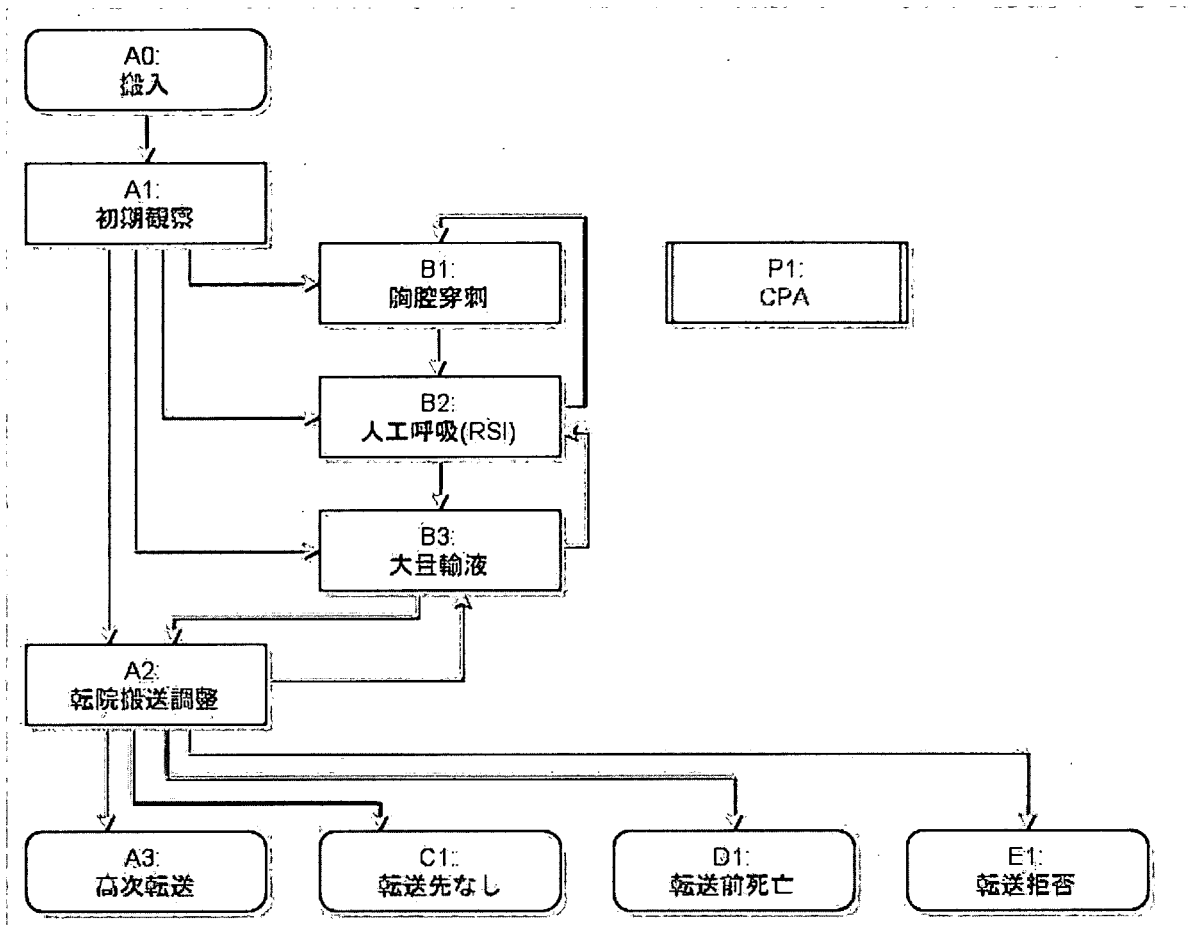 A0:
搬入
A1:
初期観察
B1:
胸腔穿刺
P1:
CPA
B2:
人工呼吸(RSI)
B3:
大量輸液
A2:
転院搬送調整
A3:
高次転送
C1:
転送先なし
D1:
転送前死亡
E1:
転送拒否